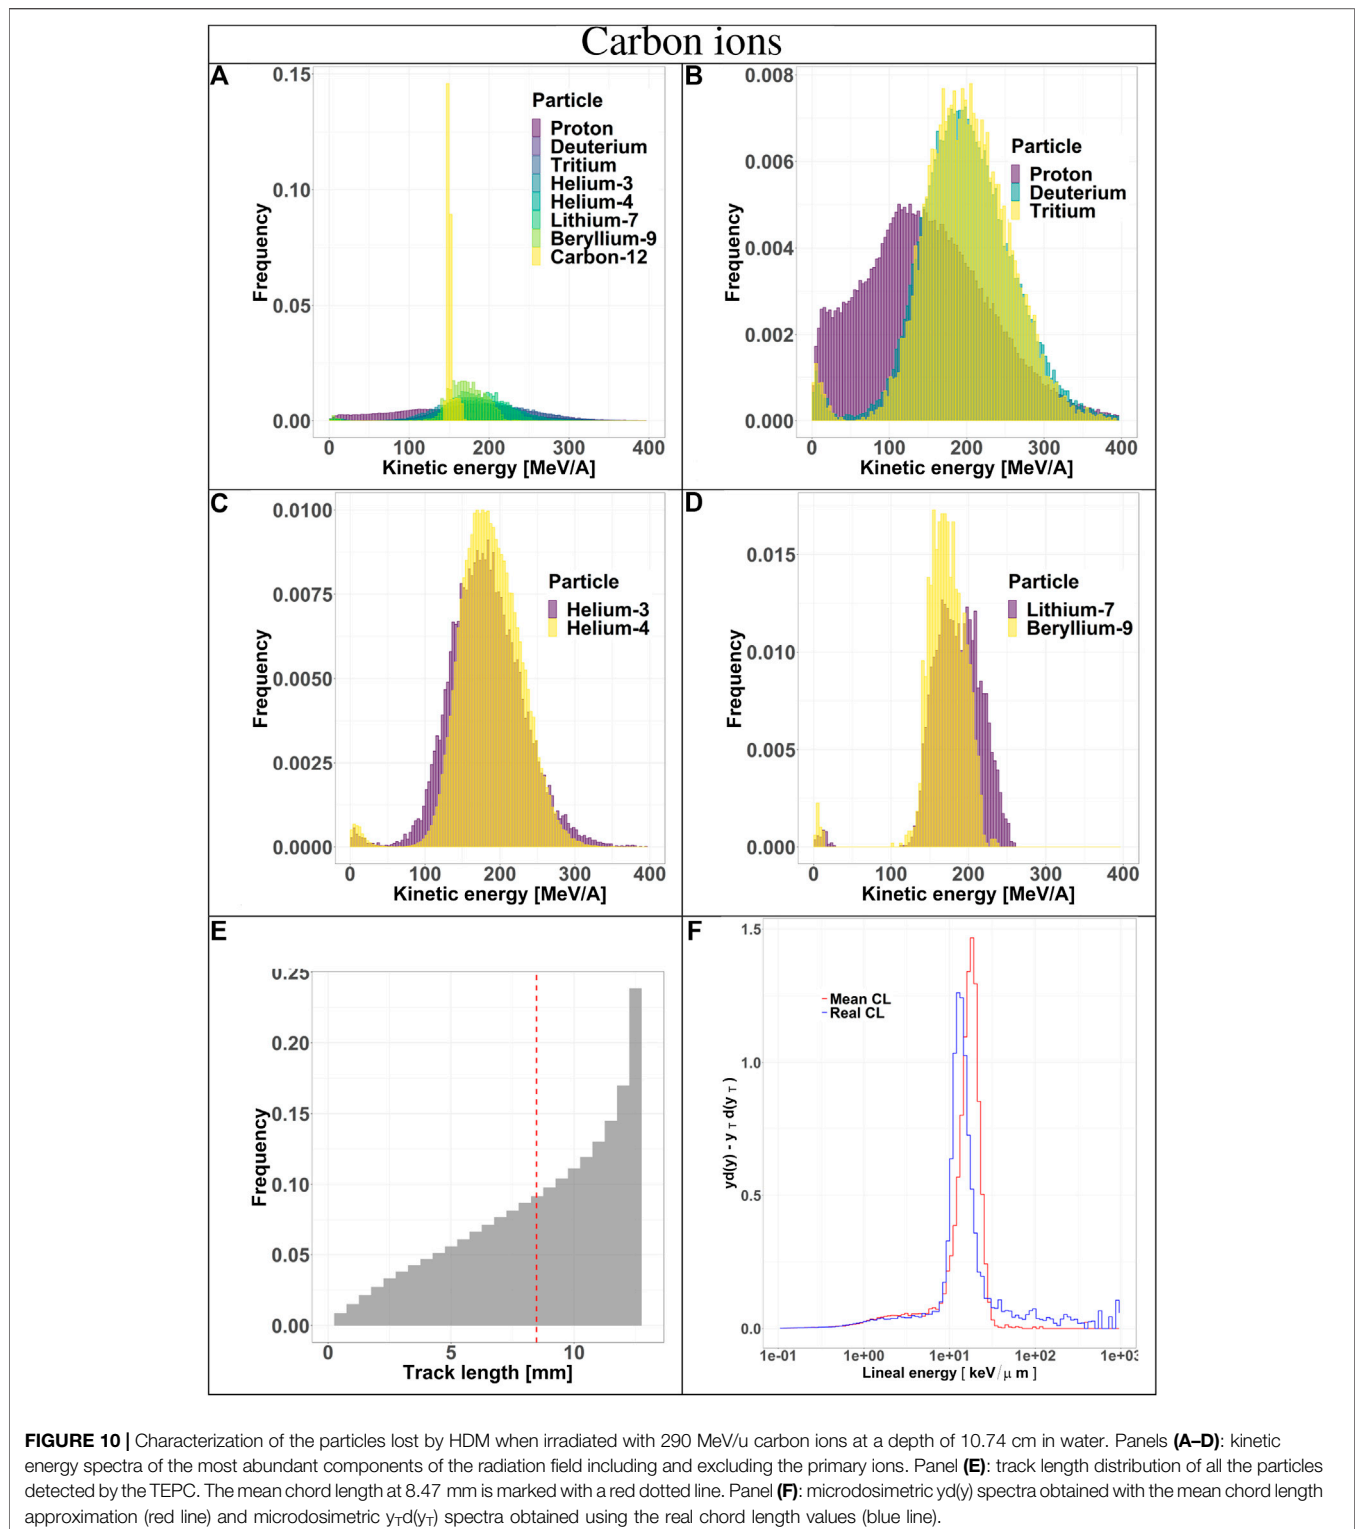 Carbon ions
A
0.15
0.10
0.05
0.00
Frequency
Particle
Proton
Deuterium
Tritium
Helium-3
Helium-4
Lithium-7
Beryllium-9
Carbon-12
0 100 200 300 400
Kinetic energy [MeV/A]
B
0.008
0.006
0.004
0.002
0.000
Frequency
Particle
Proton
Deuterium
Tritium
0 100 200 300 400
Kinetic energy [MeV/A]
C
0.0100
0.0075
0.0050
0.0025
0.0000
Frequency
Particle
Helium-3
Helium-4
0 100 200 300 400
Kinetic energy [MeV/A]
D
0.015
0.010
0.005
0.000
Frequency
Particle
Lithium-7
Beryllium-9
0 100 200 300 400
Kinetic energy [MeV/A]
E
0.25
0.20
0.15
0.10
0.05
0.00
Frequency
0 5 10
Track length [mm]
F
1.5
1.0
0.5
0.0
yd(y) - y T d(y T )
Mean CL
Real CL
1e-01 1e+00 1e+01 1e+02 1e+03
Lineal energy [ keV/μ m ]
FIGURE 10 | Characterization of the particles lost by HDM when irradiated with 290 MeV/u carbon ions at a depth of 10.74 cm in water. Panels (A–D): kinetic
energy spectra of the most abundant components of the radiation field including and excluding the primary ions. Panel (E): track length distribution of all the particles
detected by the TEPC. The mean chord length at 8.47 mm is marked with a red dotted line. Panel (F): microdosimetric yd(y) spectra obtained with the mean chord length
approximation (red line) and microdosimetric yTd(yT) spectra obtained using the real chord length values (blue line).